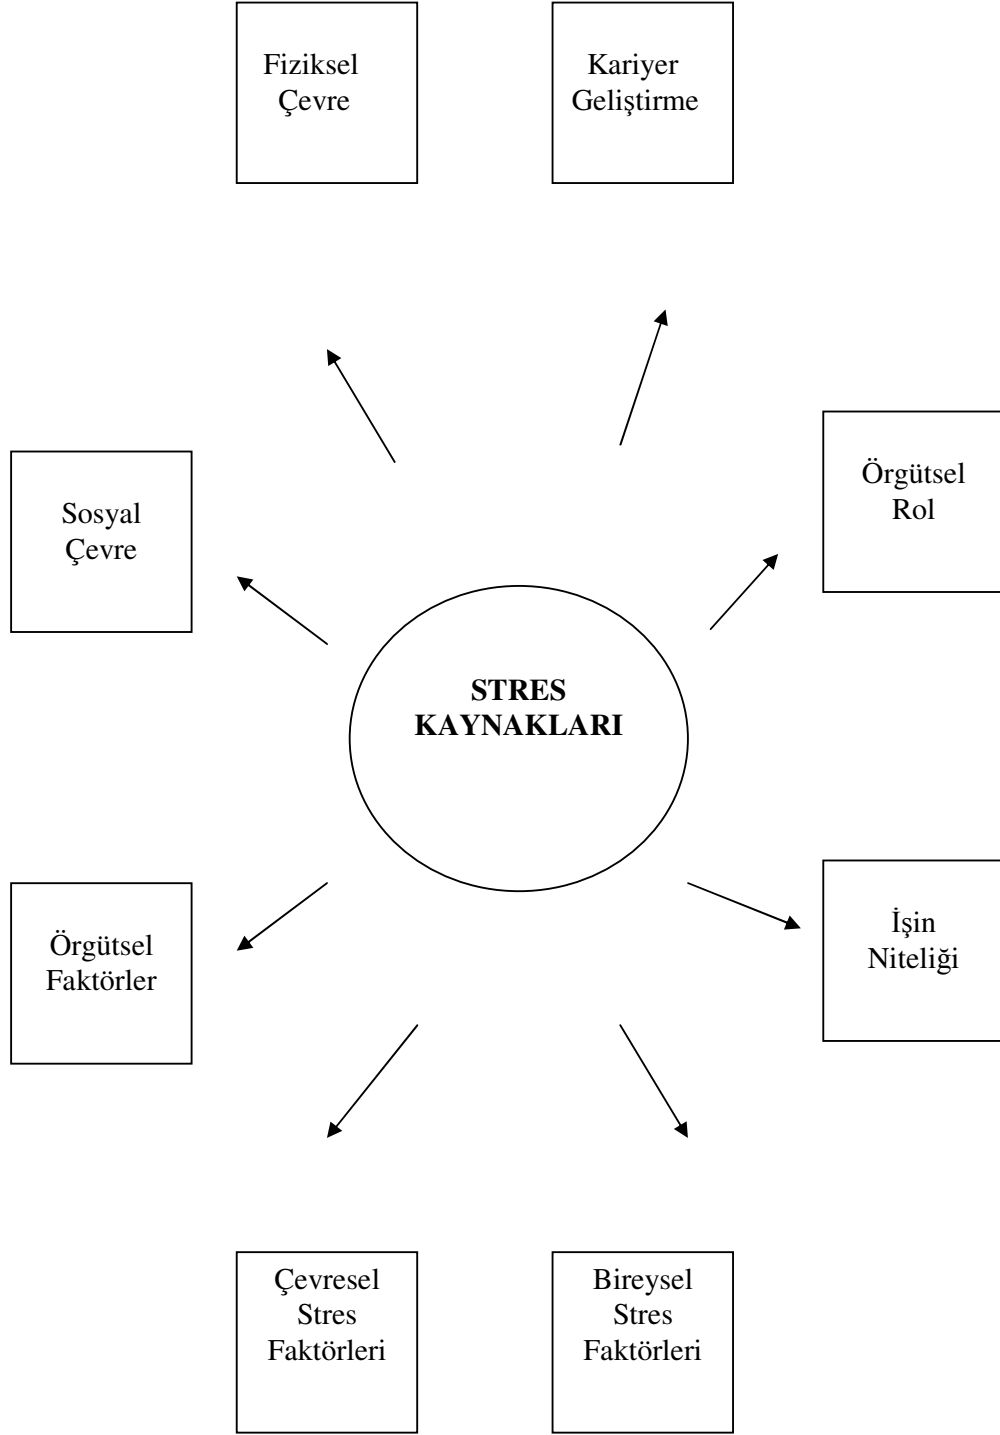 Fiziksel
Çevre
Kariyer
Geliştirme
Örgütsel
Rol
Sosyal
Çevre
STRES
KAYNAKLARI
İşin
Niteliği
Örgütsel
Faktörler
Çevresel
Stres
Faktörleri
Bireysel
Stres
Faktörleri